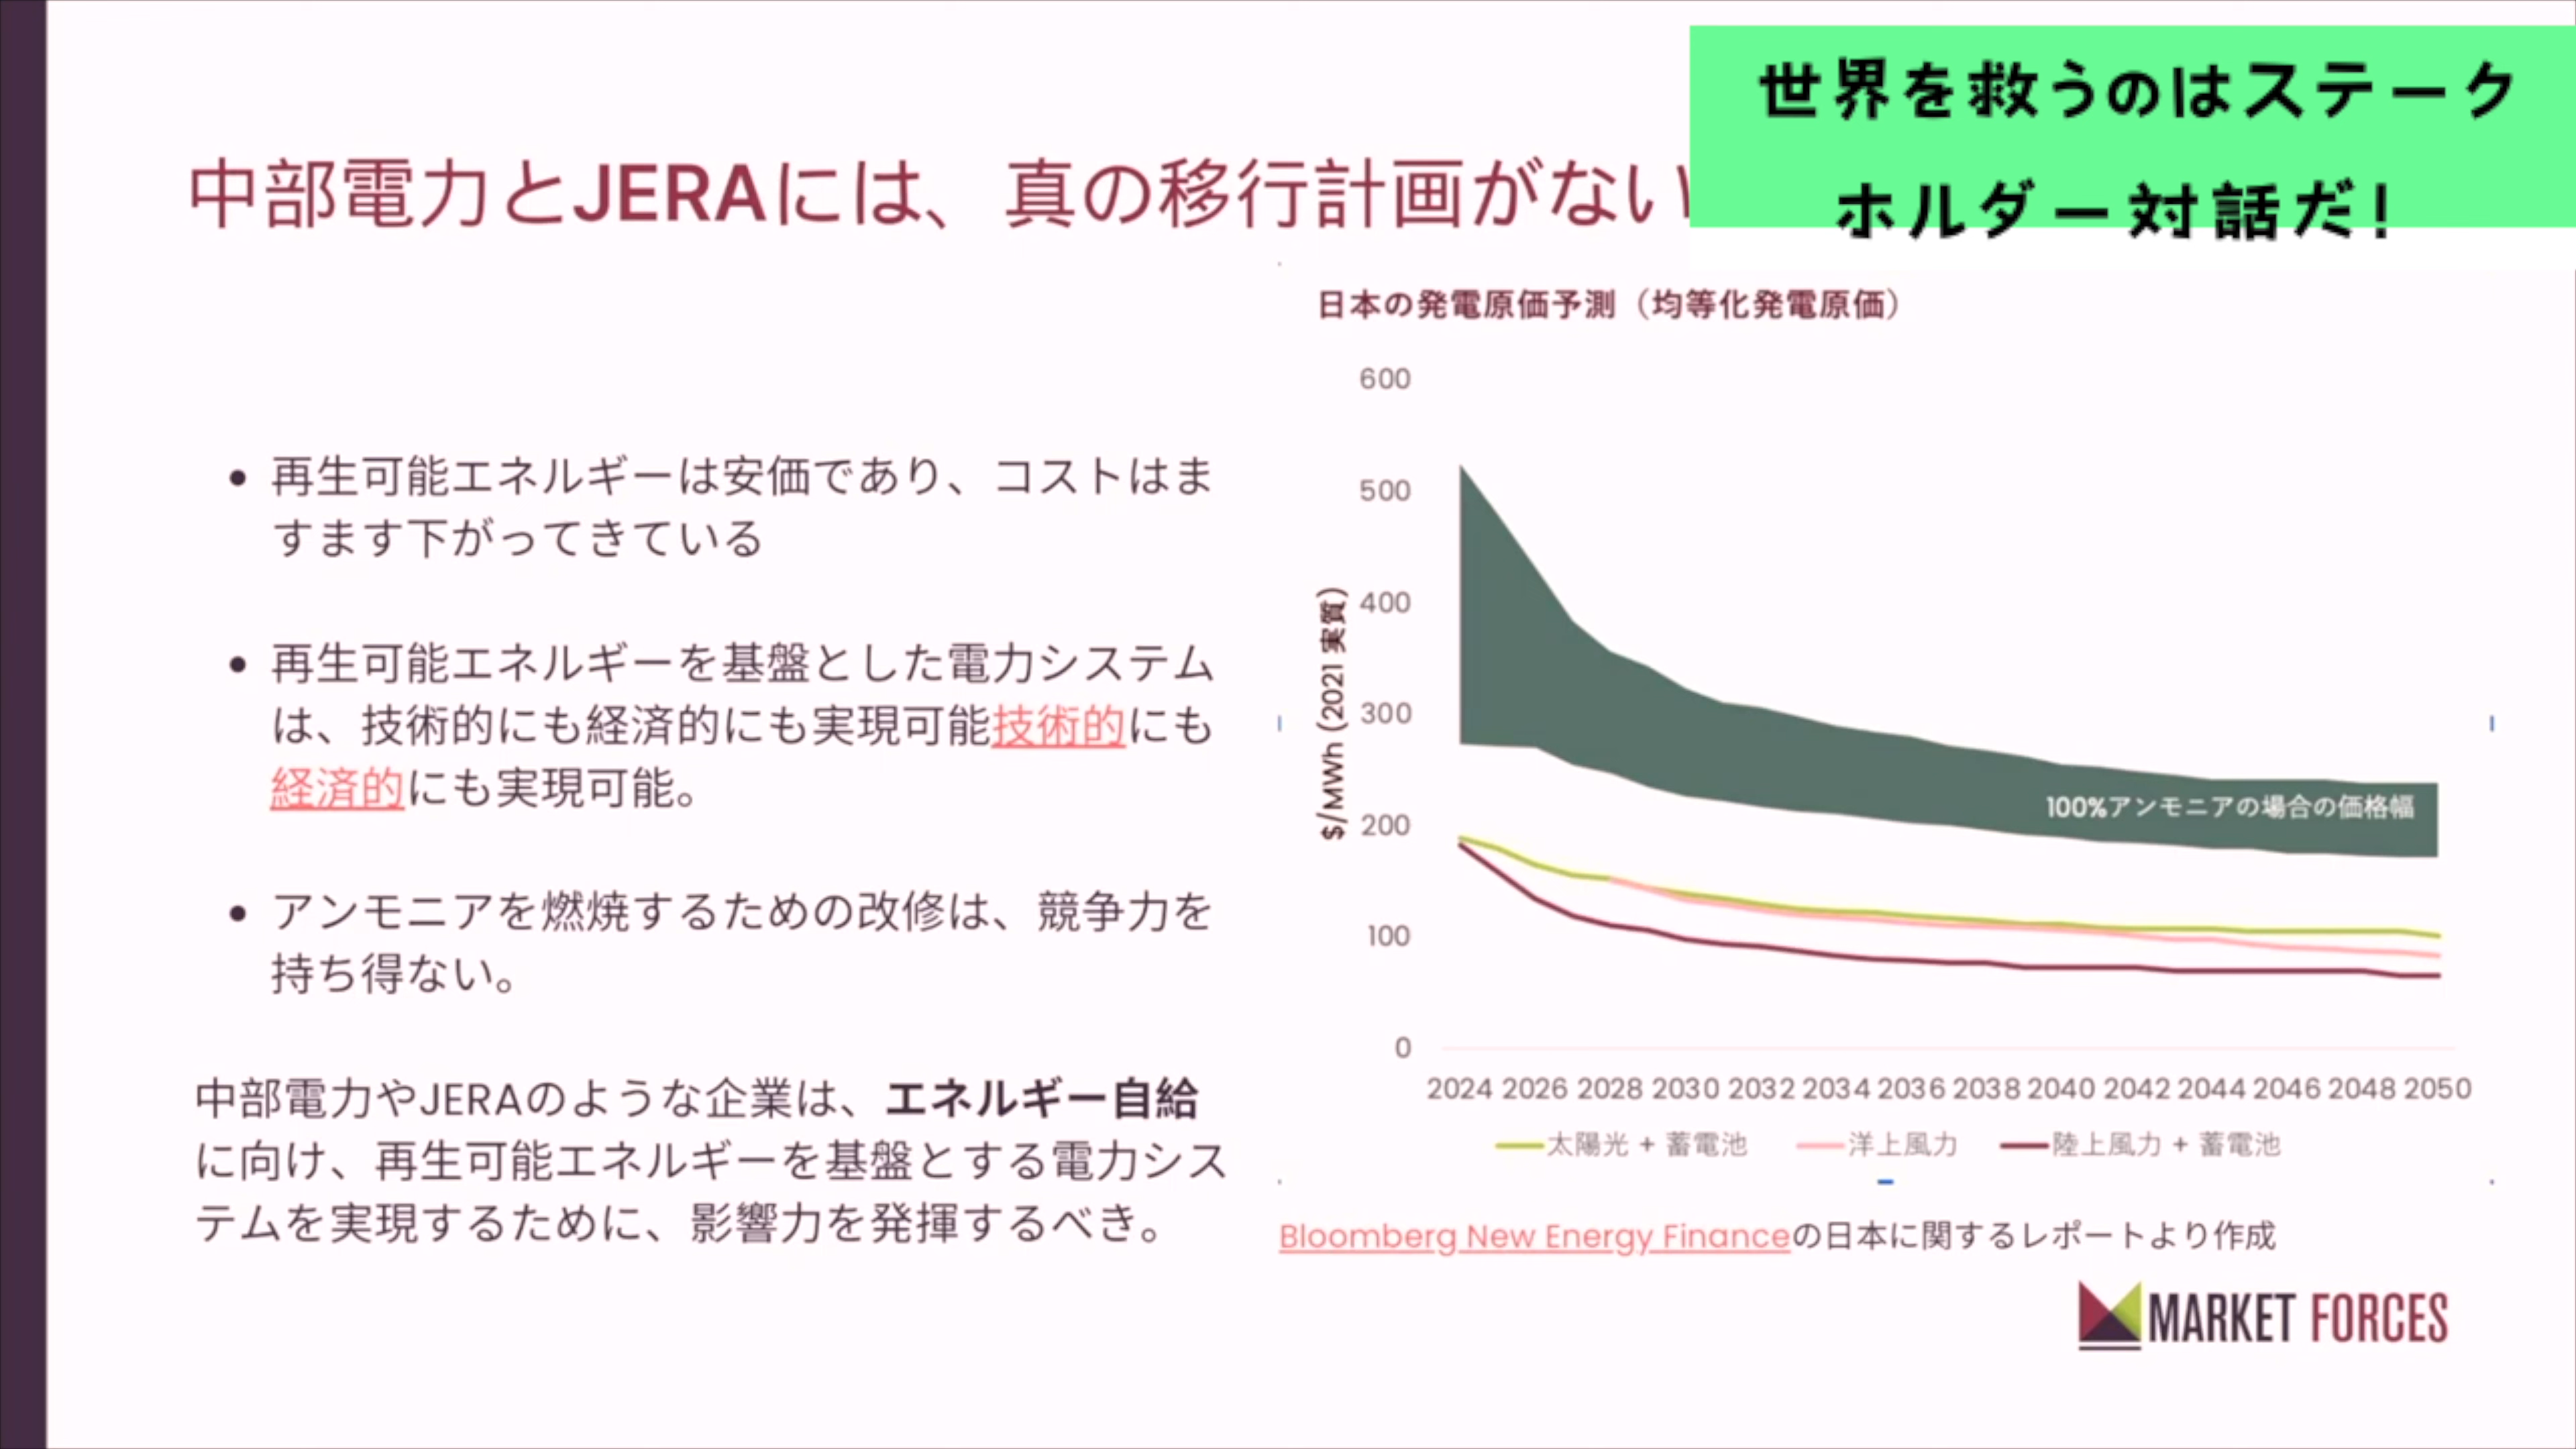 世界を救うのはステーク
ホルダー対話だ!
中部電力とJERAには、真の移行計画がない
日本の発電原価予測（均等化発電原価）
再生可能エネルギーは安価であり、コストはま
すます下がってきている
再生可能エネルギーを基盤とした電力システム
は、技術的にも経済的にも実現可能技術的にも
経済的にも実現可能。
アンモニアを燃焼するための改修は、競争力を
持ち得ない。
中部電力やJERAのような企業は、エネルギー自給
に向け、再生可能エネルギーを基盤とする電力シス
テムを実現するために、影響力を発揮するべき。
$/MWh (2021 実質)
600
500
400
300
200
100
0
100%アンモニアの場合の価格幅
2024 2026 2028 2030 2032 2034 2036 2038 2040 2042 2044 2046 2048 2050
太陽光 + 蓄電池 洋上風力 陸上風力 + 蓄電池
Bloomberg New Energy Financeの日本に関するレポートより作成
MARKET FORCES